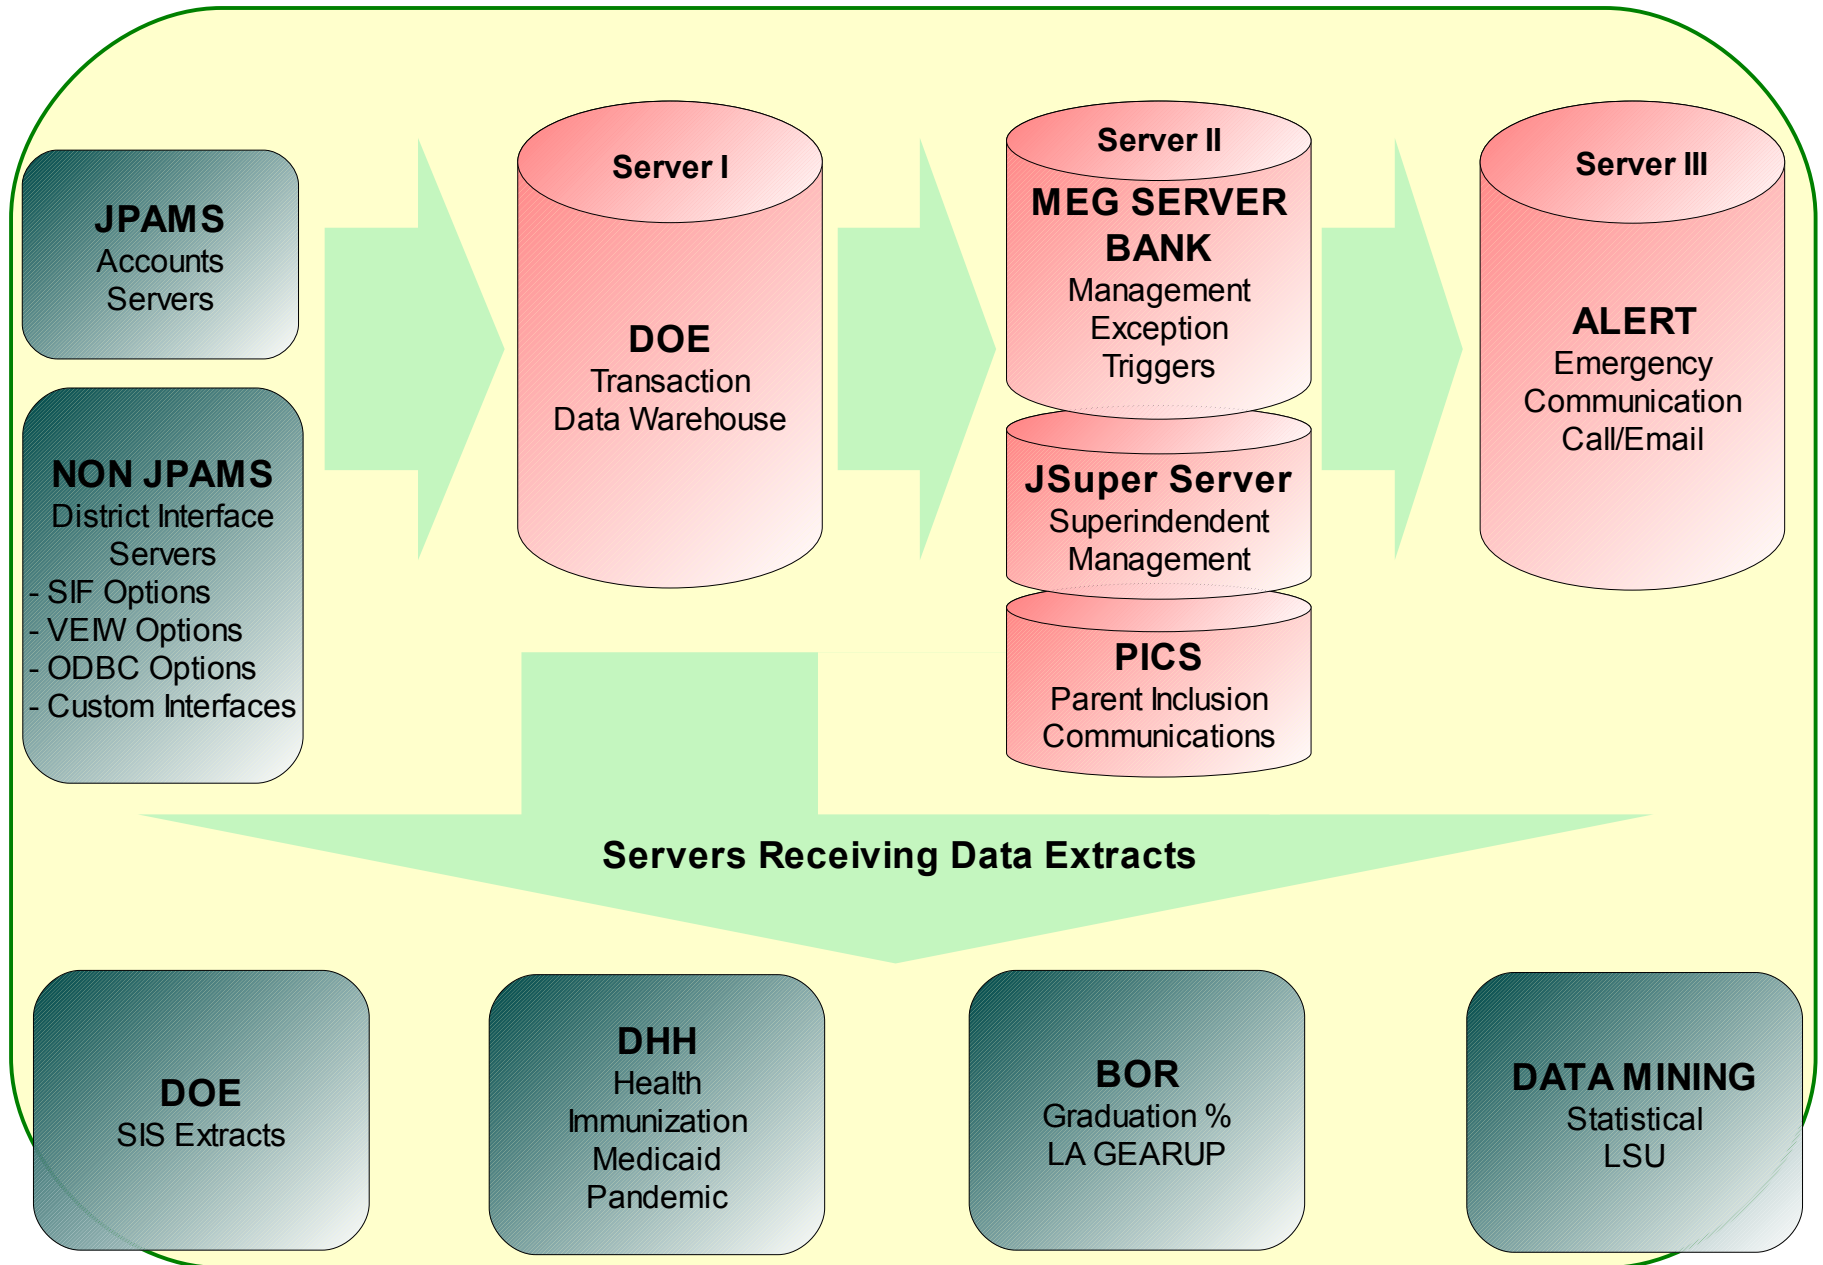 JPAMS
Accounts
Servers
NON JPAMS
District Interface
Servers
- SIF Options
- VEIW Options
- ODBC Options
- Custom Interfaces
Server I
DOE
Transaction
Data Warehouse
Server II
MEG SERVER
BANK
Management
Exception
Triggers
JSuper Server
Superindendent
Management
PICS
Parent Inclusion
Communications
Server III
ALERT
Emergency
Communication
Call/Email
Servers Receiving Data Extracts
DOE
SIS Extracts
DHH
Health
Immunization
Medicaid
Pandemic
BOR
Graduation %
LA GEARUP
DATA MINING
Statistical
LSU